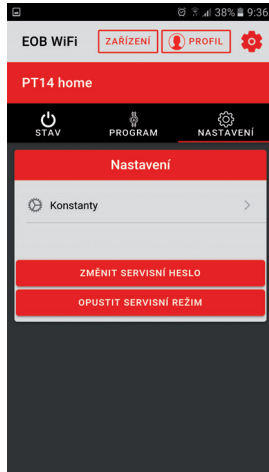 38% 9:36
EOB WiFi ZAŘÍZENÍ PROFIL
PT14 home
STAV PROGRAM NASTAVENÍ
Nastavení
Konstanty
ZMĚNIT SERVISNÍ HESLO
OPUSTIT SERVISNÍ REŽIM